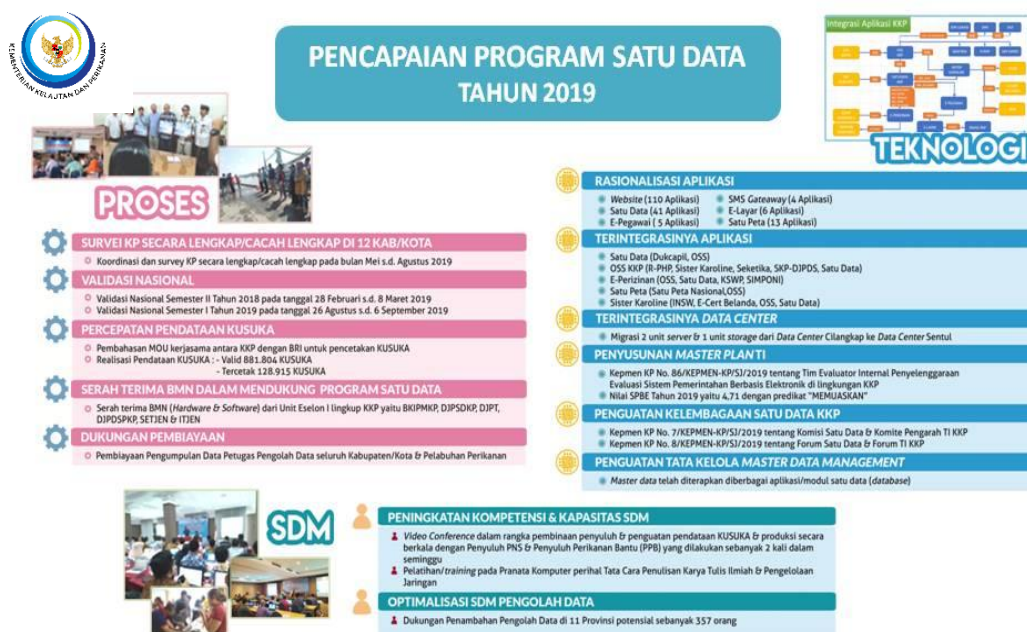 KEMENTERIAN KELAUTAN DAN PERIKANAN
PENCAPAIAN PROGRAM SATU DATA
TAHUN 2019
Integrasi Aplikasi KKP
TEKNOLOGI
PROSES
SURVEI KP SECARA LENGKAP/CACAH LENGKAP DI 12 KAB/KOTA
Koordinasi dan survey KP secara lengkap/cacah lengkap pada bulan Mei s.d. Agustus 2019
VALIDASI NASIONAL
Validasi Nasional Semester II Tahun 2018 pada tanggal 28 Februari s.d. 8 Maret 2019
Validasi Nasional Semester I Tahun 2019 pada tanggal 26 Agustus s.d. 6 September 2019
PERCEPATAN PENDATAAN KUSUKA
Pembahasan MOU kerjasama antara KKP dengan BRI untuk pencetakan KUSUKA
Realisasi Pendataan KUSUKA : - Valid 881.804 KUSUKA
- Tercetak 128.915 KUSUKA
SERAH TERIMA BMN DALAM MENDUKUNG PROGRAM SATU DATA
Serah terima BMN (Hardware & Software) dari Unit Eselon I lingkup KKP yaitu BKIPMKP, DJPSDKP, DJPT,
DJPDSPKP, SETJEN & ITJEN
DUKUNGAN PEMBIAYAAN
Pembiayaan Pengumpulan Data Petugas Pengolah Data seluruh Kabupaten/Kota & Pelabuhan Perikanan
RASIONALISASI APLIKASI
Website (110 Aplikasi)
Satu Data (41 Aplikasi)
E-Pegawai ( 5 Aplikasi)
SMS Gateaway (4 Aplikasi)
E-Layar (6 Aplikasi)
Satu Peta (13 Aplikasi)
TERINTEGRASINYA APLIKASI
Satu Data (Dukcapil, OSS)
OSS KKP (R-PHP, Sister Karoline, Seketika, SKP-DJPDS, Satu Data)
E-Perizinan (OSS, Satu Data, KSWP, SIMPONI)
Satu Peta (Satu Peta Nasional,OSS)
Sister Karoline (INSW, E-Cert Belanda, OSS, Satu Data)
TERINTEGRASINYA DATA CENTER
Migrasi 2 unit server & 1 unit storage dari Data Center Cilangkap ke Data Center Sentul
PENYUSUNAN MASTER PLAN TI
Kepmen KP No. 86/KEPMEN-KP/SJ/2019 tentang Tim Evaluator Internal Penyelenggaraan
Evaluasi Sistem Pemerintahan Berbasis Elektronik di lingkungan KKP
Nilai SPBE Tahun 2019 yaitu 4,71 dengan predikat "MEMUASKAN"
PENGUATAN KELEMBAGAAN SATU DATA KKP
Kepmen KP No. 7/KEPMEN-KP/SJ/2019 tentang Komisi Satu Data & Komite Pengarah TI KKP
Kepmen KP No. 8/KEPMEN-KP/SJ/2019 tentang Forum Satu Data & Forum TI KKP
PENGUATAN TATA KELOLA MASTER DATA MANAGEMENT
Master data telah diterapkan diberbagai aplikasi/modul satu data (database)
SDM
PENINGKATAN KOMPETENSI & KAPASITAS SDM
Video Conference dalam rangka pembinaan penyuluh & penguatan pendataan KUSUKA & produksi secara
berkala dengan Penyuluh PNS & Penyuluh Perikanan Bantu (PPB) yang dilakukan sebanyak 2 kali dalam
seminggu
Pelatihan/training pada Pranata Komputer perihal Tata Cara Penulisan Karya Tulis Ilmiah & Pengelolaan
Jaringan
OPTIMALISASI SDM PENGOLAH DATA
Dukungan Penambahan Pengolah Data di 11 Provinsi potensial sebanyak 357 orang